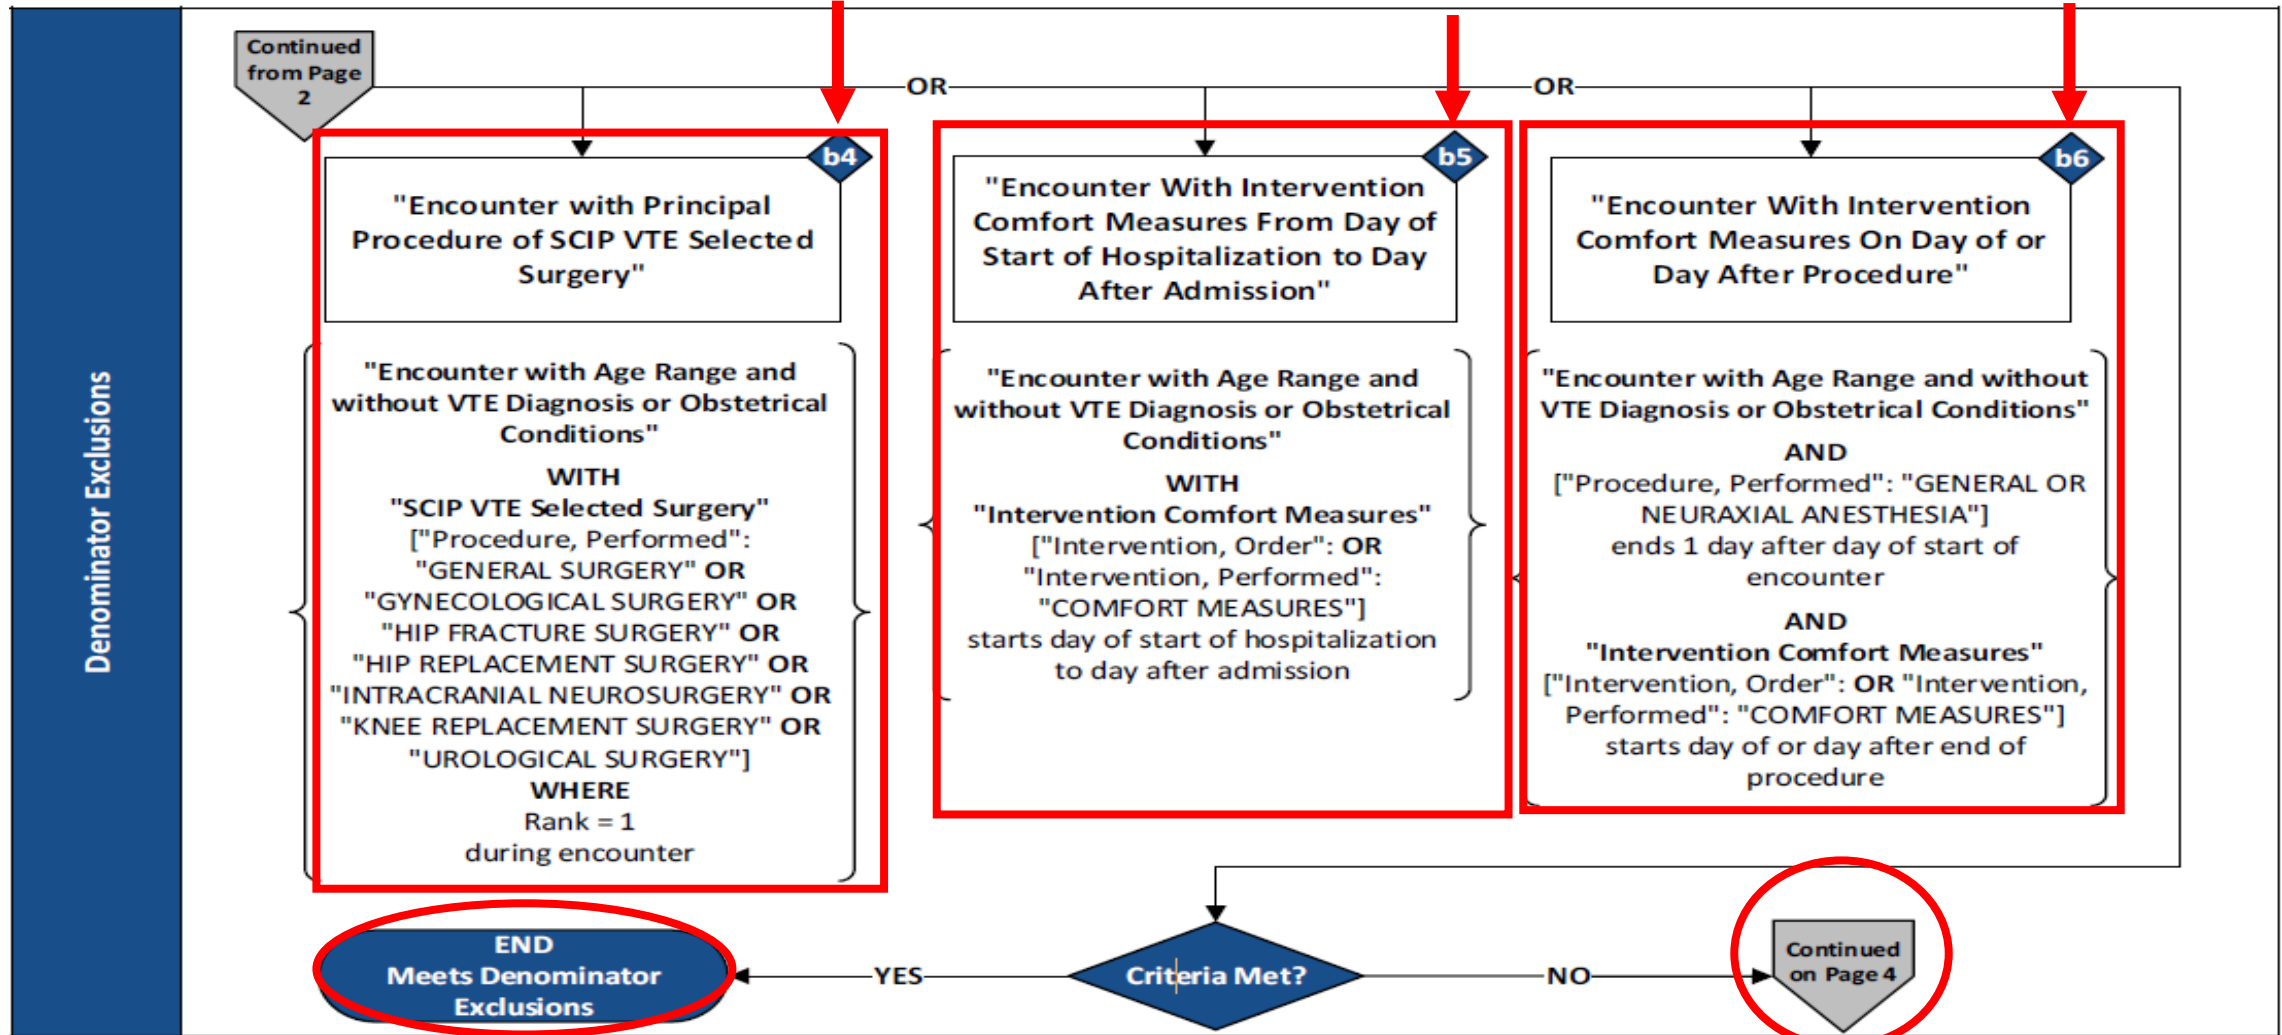 Denominator Exclusions
Continued
from Page
2
OR
OR
b4
"Encounter with Principal
Procedure of SCIP VTE Selected
Surgery"
"Encounter with Age Range and
without VTE Diagnosis or Obstetrical
Conditions"
WITH
"SCIP VTE Selected Surgery"
["Procedure, Performed":
"GENERAL SURGERY" OR
"GYNECOLOGICAL SURGERY" OR
"HIP FRACTURE SURGERY" OR
"HIP REPLACEMENT SURGERY" OR
"INTRACRANIAL NEUROSURGERY" OR
"KNEE REPLACEMENT SURGERY" OR
"UROLOGICAL SURGERY"]
WHERE
Rank = 1
during encounter
b5
"Encounter With Intervention
Comfort Measures From Day of
Start of Hospitalization to Day
After Admission"
"Encounter with Age Range and
without VTE Diagnosis or Obstetrical
Conditions"
WITH
"Intervention Comfort Measures"
["Intervention, Order": OR
"Intervention, Performed":
"COMFORT MEASURES"]
starts day of start of hospitalization
to day after admission
b6
"Encounter With Intervention
Comfort Measures On Day of or
Day After Procedure"
"Encounter with Age Range and without
VTE Diagnosis or Obstetrical Conditions"
AND
["Procedure, Performed": "GENERAL OR
NEURAXIAL ANESTHESIA"]
ends 1 day after day of start of
encounter
AND
"Intervention Comfort Measures"
["Intervention, Order": OR "Intervention,
Performed": "COMFORT MEASURES"]
starts day of or day after end of
procedure
END
Meets Denominator
Exclusions
YES
Criteria Met?
NO
Continued
on Page 4